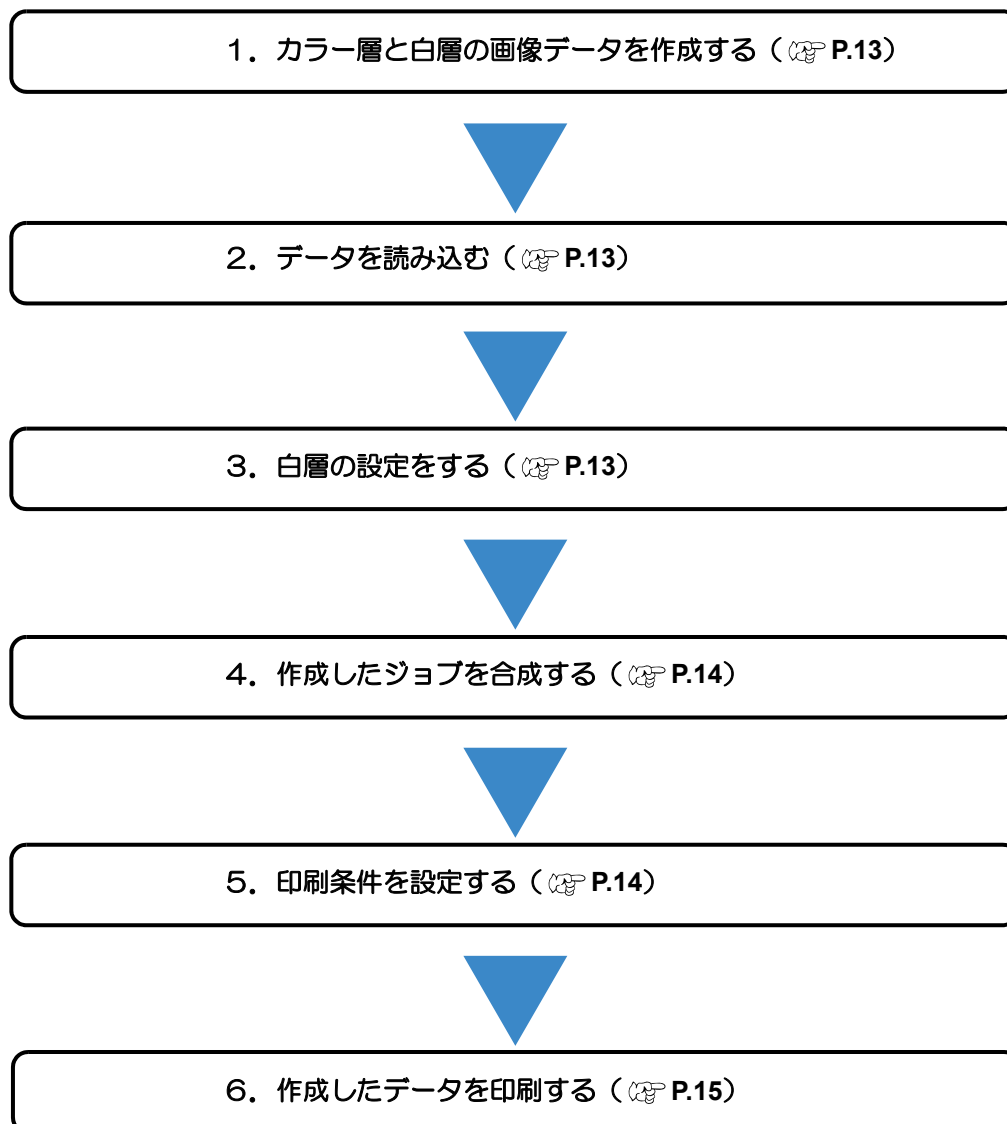 1. カラー層と白層の画像データを作成する（☞ P.13）
2. データを読み込む（☞ P.13）
3. 白層の設定をする（☞ P.13）
4. 作成したジョブを合成する（☞ P.14）
5. 印刷条件を設定する（☞ P.14）
6. 作成したデータを印刷する（☞ P.15）